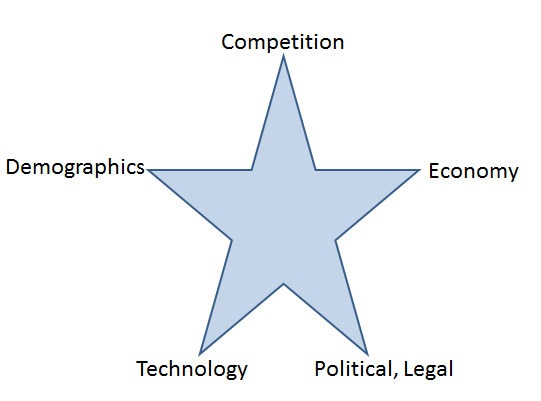 Competition
Demographics
Economy
Technology
Political, Legal